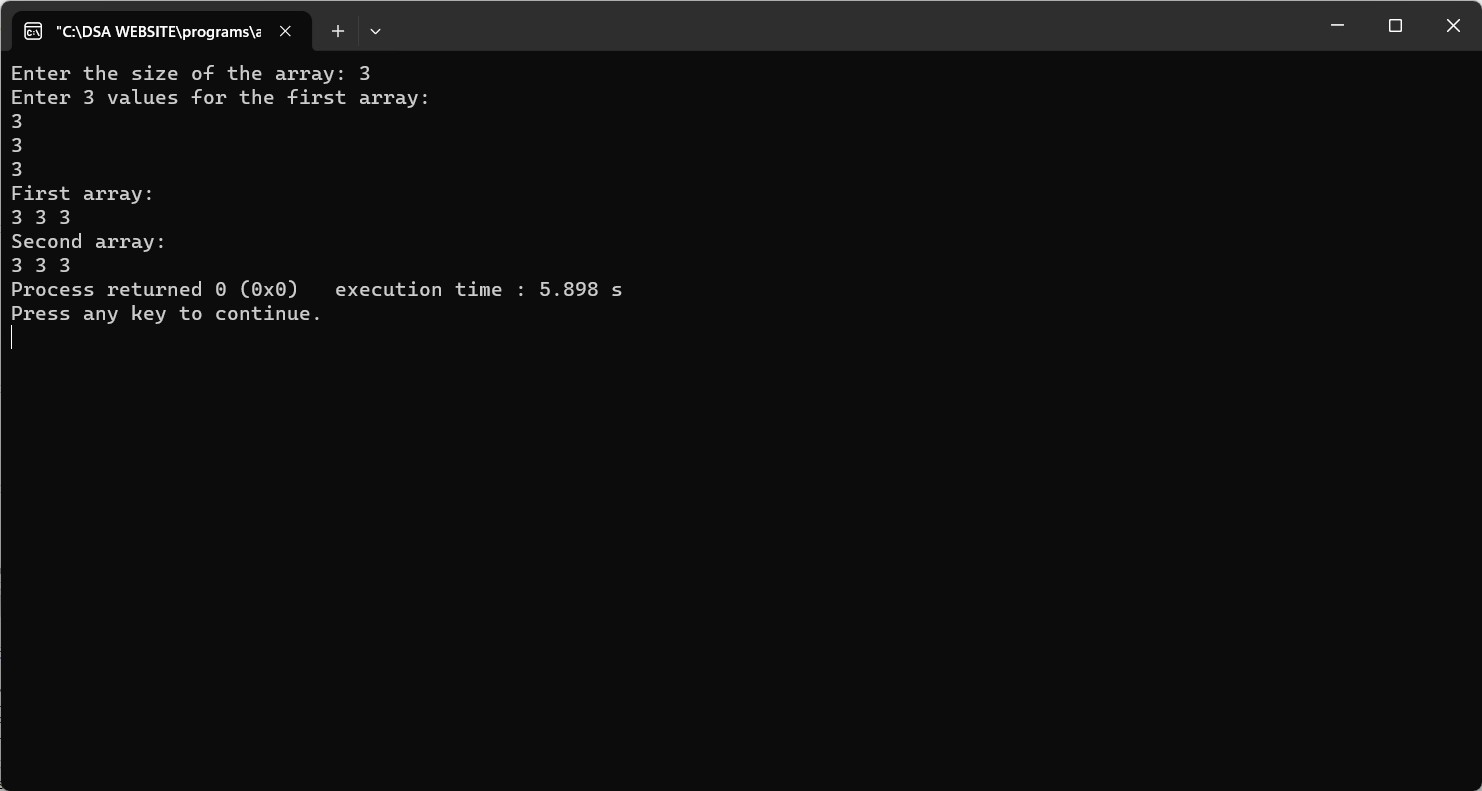 "C:\DSA WEBSITE\programs\a
Enter the size of the array: 3
Enter 3 values for the first array:
3
3
3
First array:
3 3 3
Second array:
3 3 3
Process returned 0 (0x0)   execution time : 5.898 s
Press any key to continue.